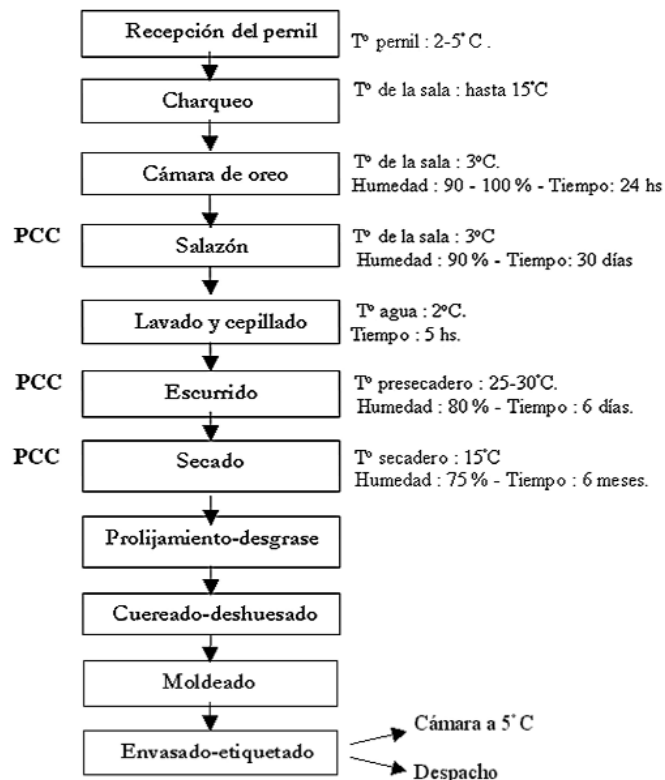 Recepción del pernil
Tº pernil : 2-5°C .
Charqueo
Tº de la sala : hasta 15°C
Cámara de oreo
Tº de la sala : 3ºC.
Humedad : 90 - 100 % - Tiempo: 24 hs
PCC
Salazón
Tº de la sala : 3ºC
Humedad : 90 % - Tiempo: 30 días
Lavado y cepillado
Tº agua : 2ºC.
Tiempo : 5 hs.
PCC
Escurrido
Tº presecadero : 25-30°C.
Humedad : 80 % - Tiempo : 6 días.
PCC
Secado
Tº secadero : 15°C
Humedad : 75 % - Tiempo : 6 meses.
Prolijamiento-desgrase
Cuereado-deshuesado
Moldeado
Envasado-etiquetado
Cámara a 5° C
Despacho